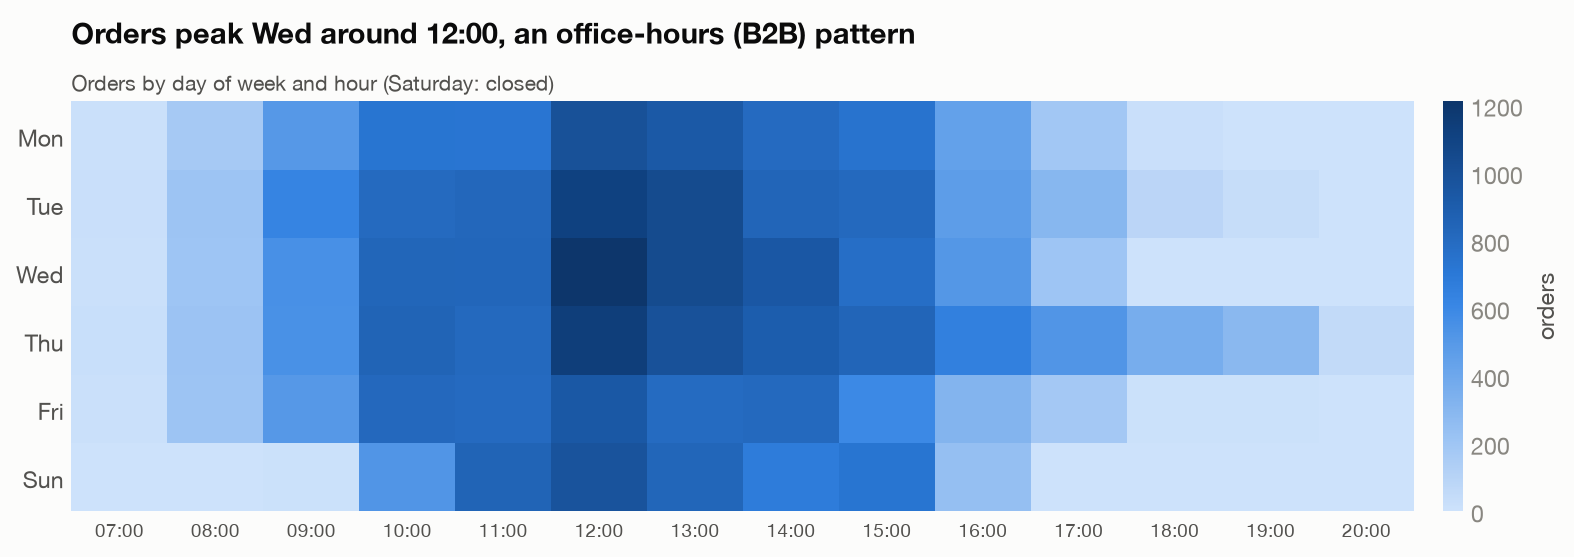 Orders peak Wed around 12:00, an office-hours (B2B) pattern
Orders by day of week and hour (Saturday: closed)
Mon
Tue
Wed
Thu
Fri
Sun
07:00 08:00 09:00 10:00 11:00 12:00 13:00 14:00 15:00 16:00 17:00 18:00 19:00 20:00
1200
1000
800
600
400
200
0
orders